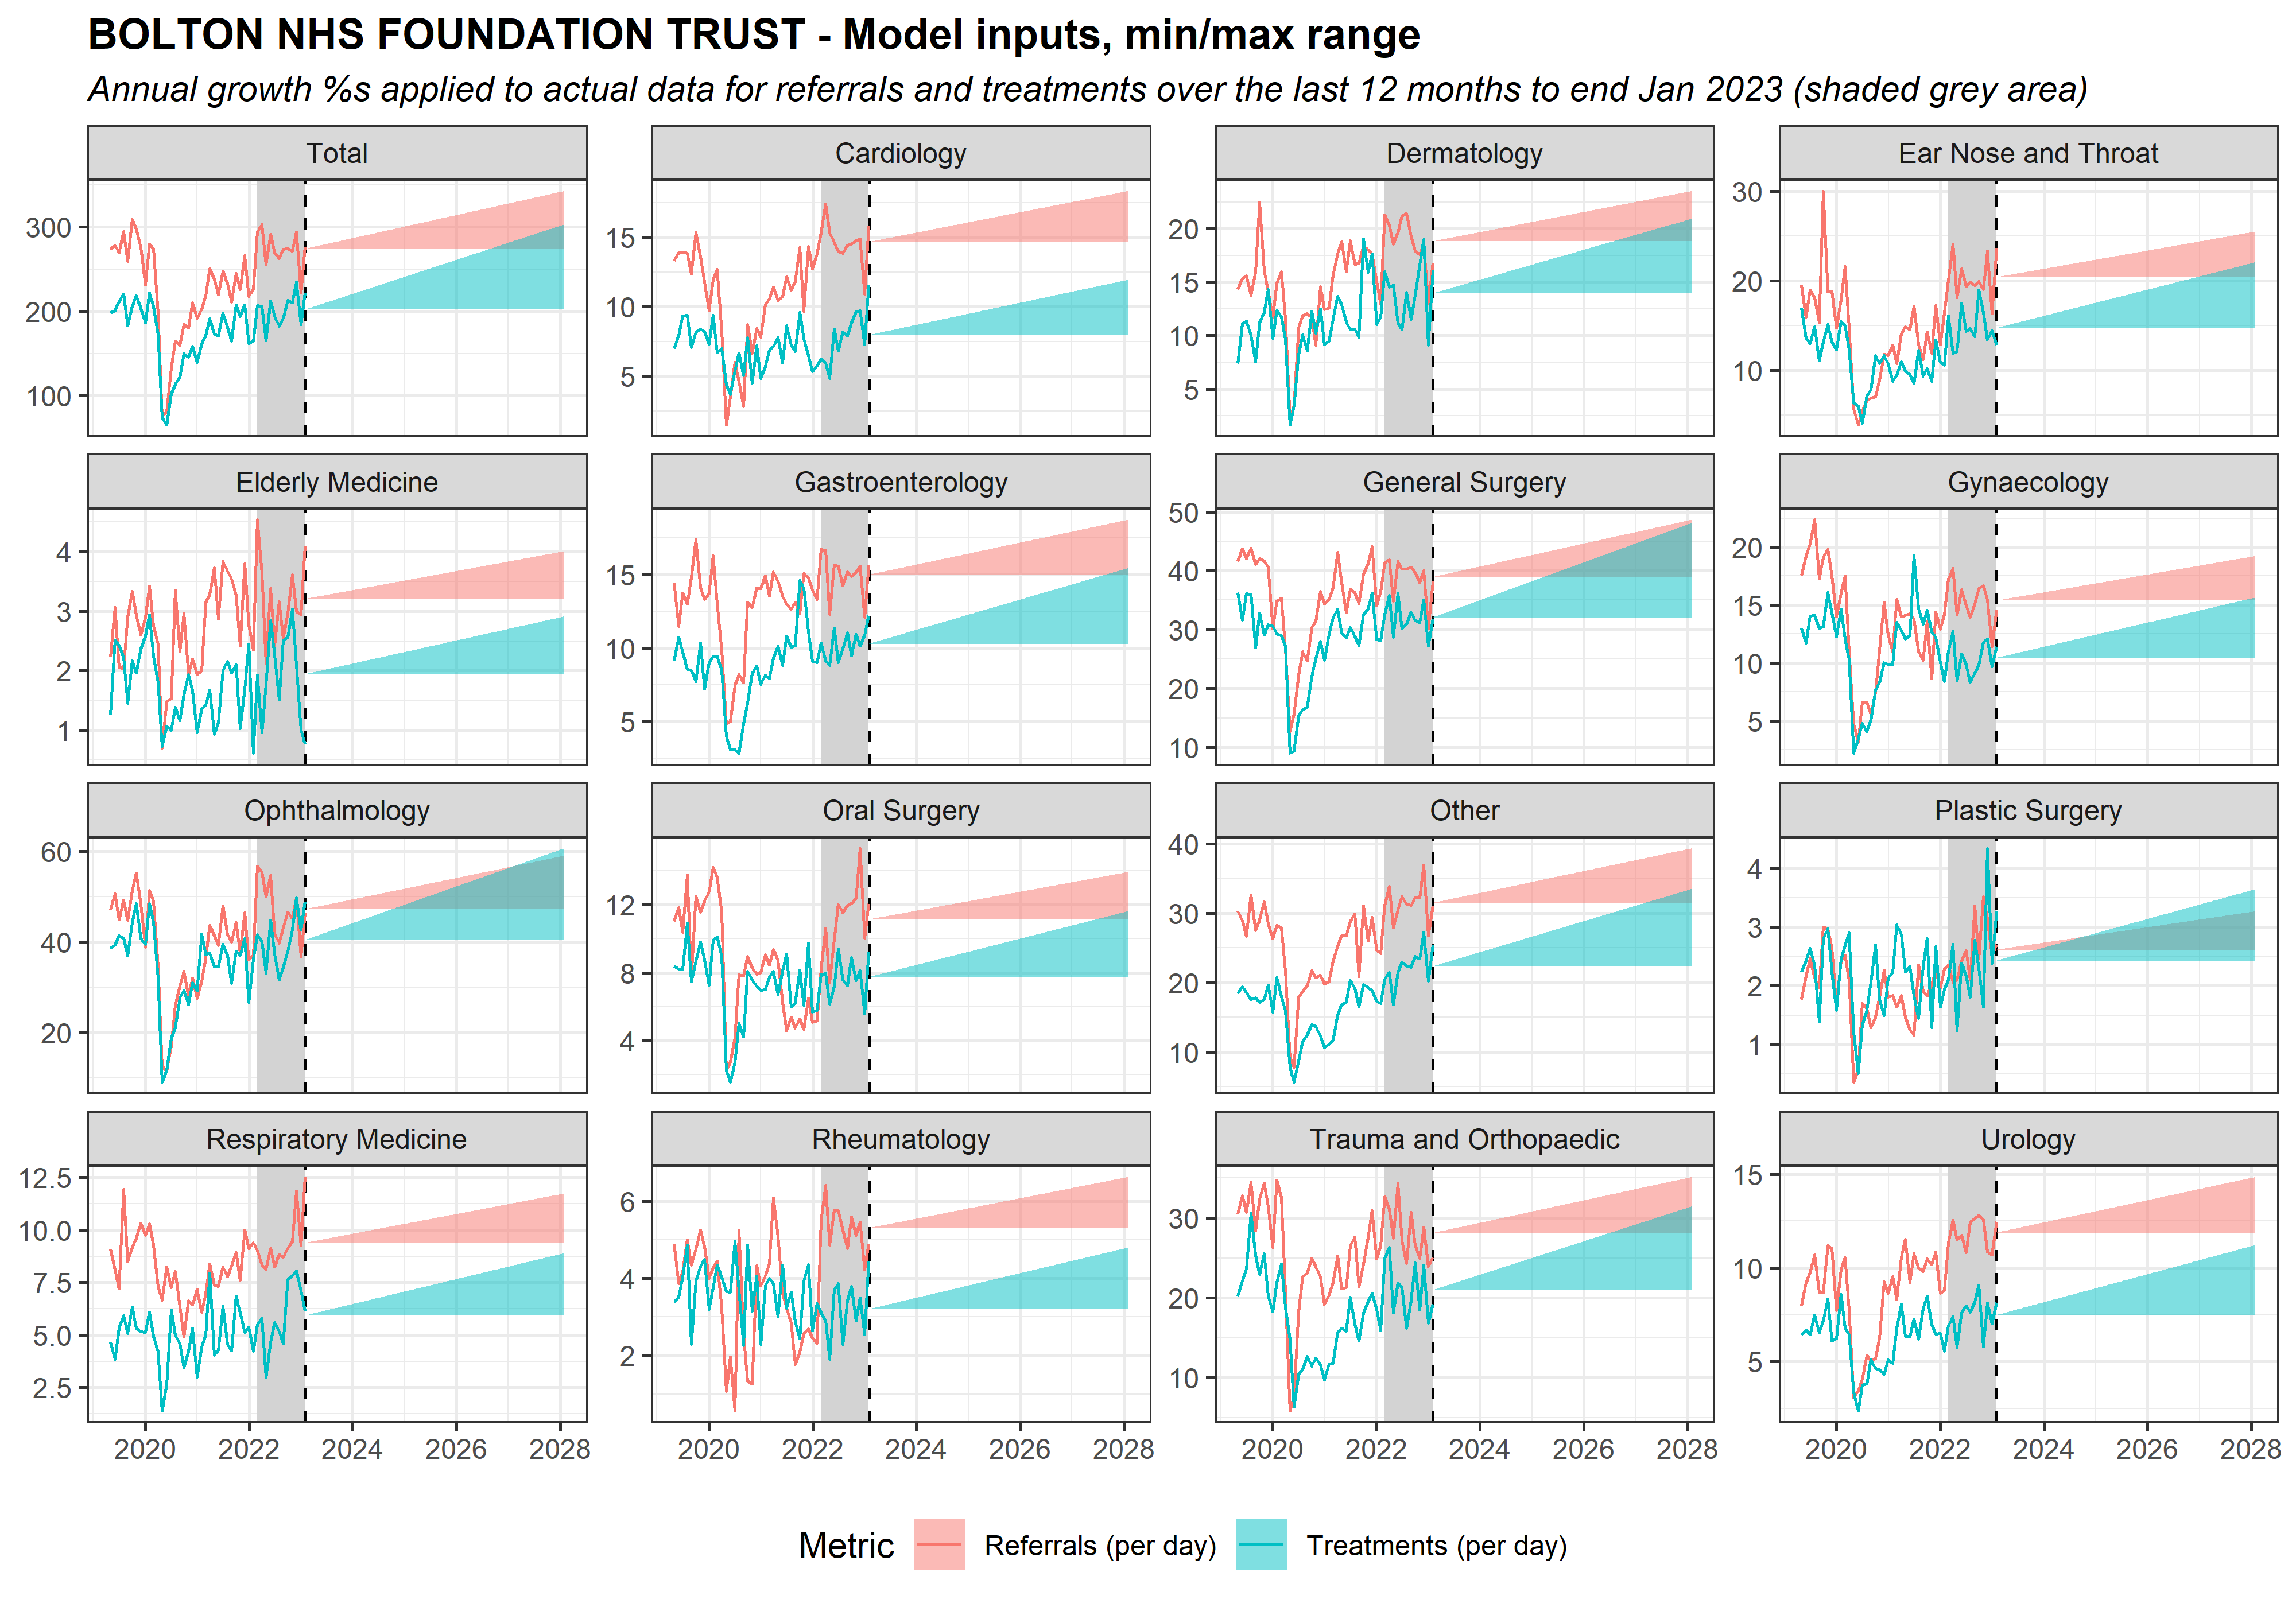 BOLTON NHS FOUNDATION TRUST - Model inputs, min/max range
Annual growth %s applied to actual data for referrals and treatments over the last 12 months to end Jan 2023 (shaded grey area)
Total
Cardiology
Dermatology
Ear Nose and Throat
300
200
100
15
10
5
20
15
10
5
30
20
10
Elderly Medicine
Gastroenterology
General Surgery
Gynaecology
4
3
2
1
15
10
5
50
40
30
20
10
20
15
10
5
Ophthalmology
Oral Surgery
Other
Plastic Surgery
60
40
20
12
8
4
40
30
20
10
4
3
2
1
Respiratory Medicine
Rheumatology
Trauma and Orthopaedic
Urology
12.5
10.0
7.5
5.0
2.5
6
4
2
30
20
10
15
10
5
2020 2022 2024 2026 2028
2020 2022 2024 2026 2028
2020 2022 2024 2026 2028
2020 2022 2024 2026 2028
Metric Referrals (per day) Treatments (per day)